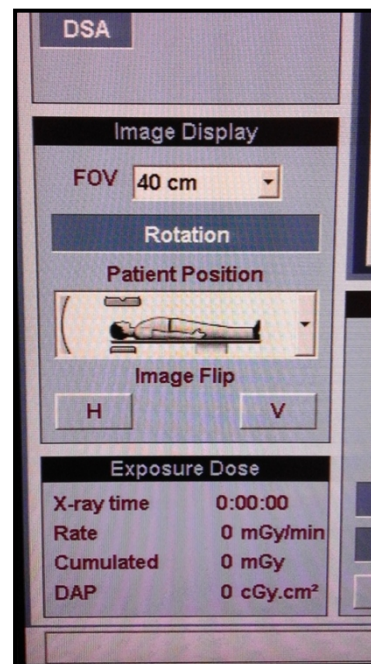 DSA
Image Display
FOV 40 cm
Rotation
Patient Position
Image Flip
H V
Exposure Dose
X-ray time 0:00:00
Rate 0 mGy/min
Cumulated 0 mGy
DAP 0 cGy.cm²